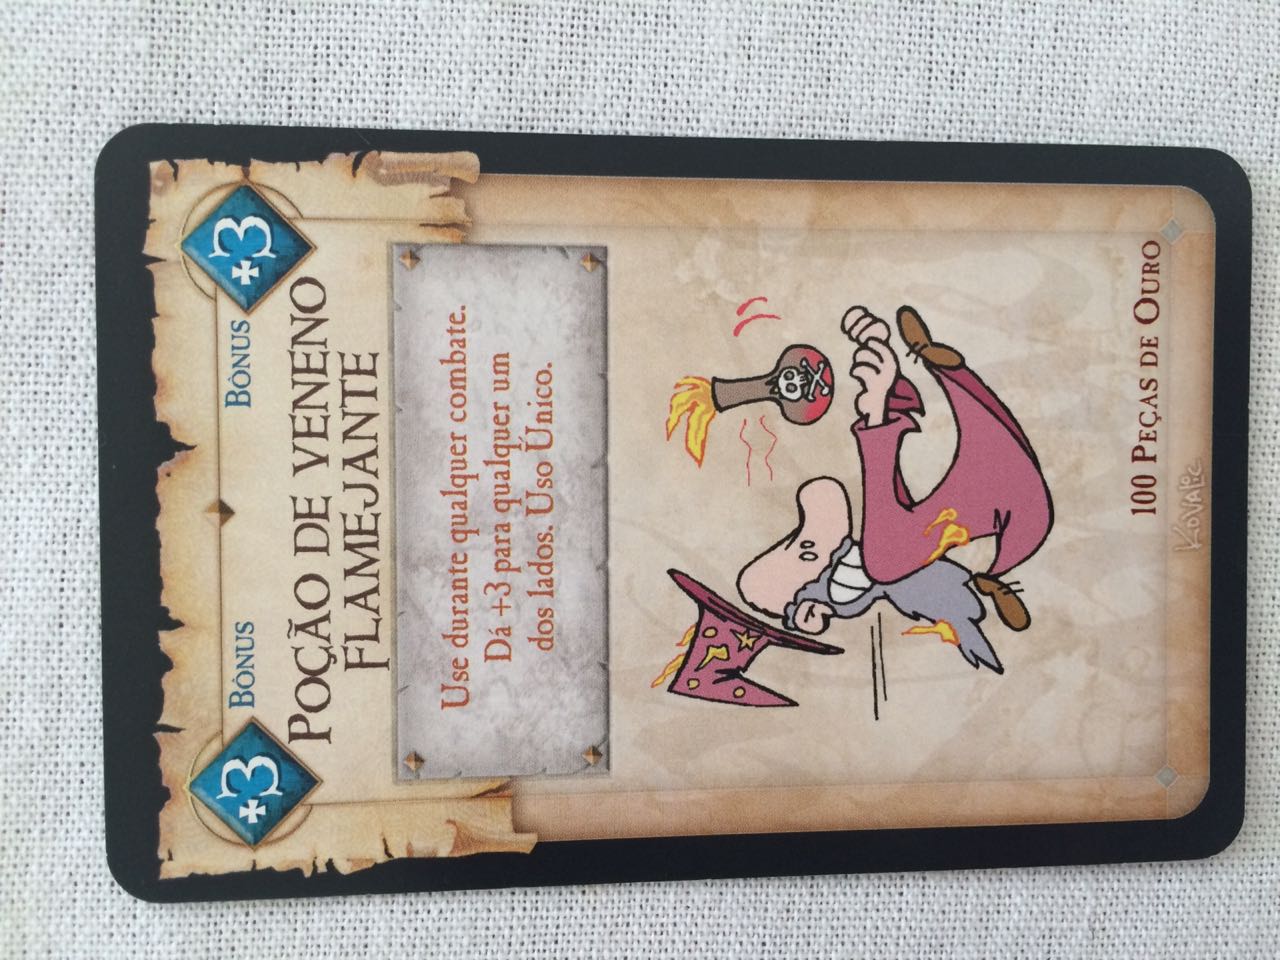 +3 BÔNUS BÔNUS +3
POÇÃO DE VENENO
FLAMEJANTE
Use durante qualquer combate.
Dá +3 para qualquer um
dos lados. Uso Único.
100 PEÇAS DE OURO
KOVALIC